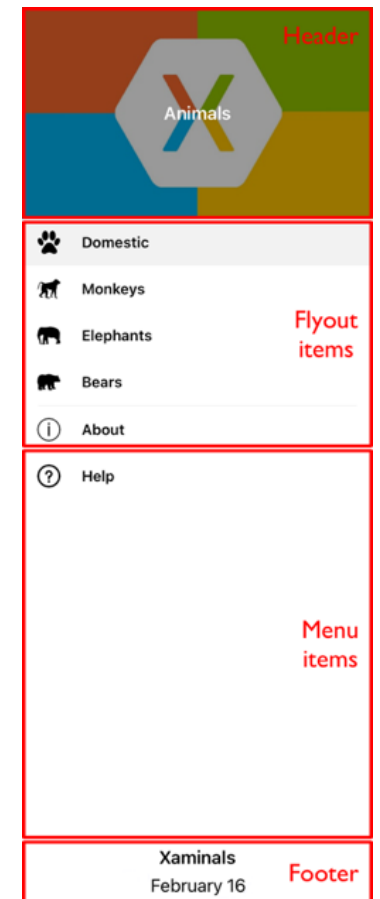 Header
Animals
Domestic
Monkeys
Flyout
items
Elephants
Bears
About
Help
Menu
items
Xaminals
Footer
February 16